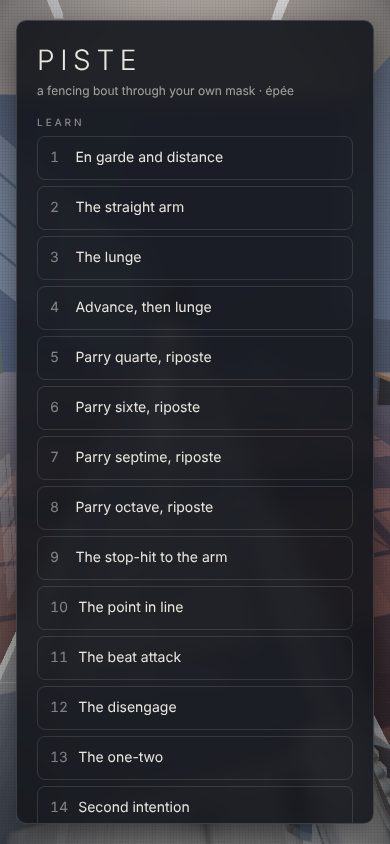 PISTE
a fencing bout through your own mask · épée
LEARN
1 En garde and distance
2 The straight arm
3 The lunge
4 Advance, then lunge
5 Parry quarte, riposte
6 Parry sixte, riposte
7 Parry septime, riposte
8 Parry octave, riposte
9 The stop-hit to the arm
10 The point in line
11 The beat attack
12 The disengage
13 The one-two
14 Second intention